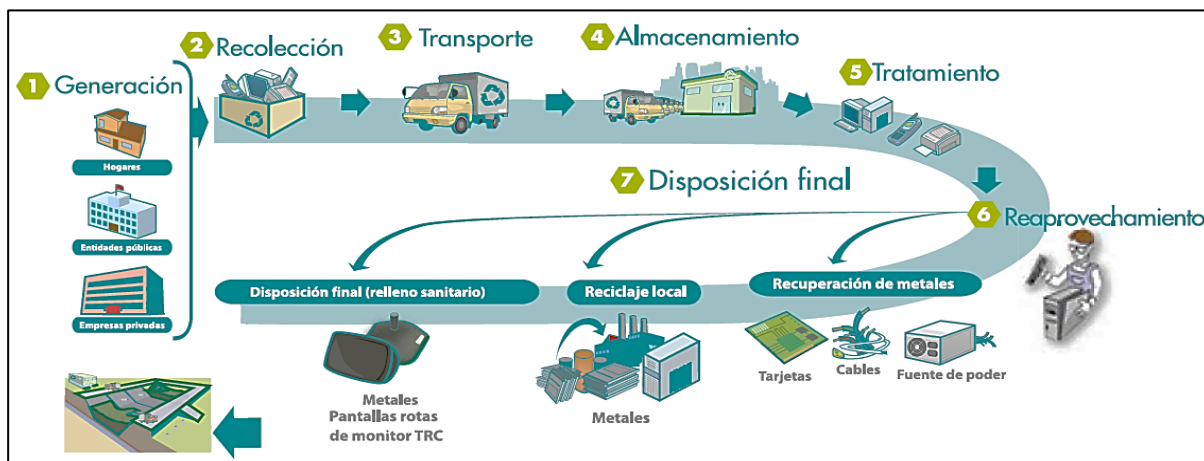 1 Generación
Hogares
Entidades públicas
Empresas privadas
2 Recolección
3 Transporte
4 Almacenamiento
5 Tratamiento
6 Reaprovechamiento
7 Disposición final
Disposición final (relleno sanitario)
Metales
Pantallas rotas
de monitor TRC
Reciclaje local
Metales
Recuperación de metales
Tarjetas
Cables
Fuente de poder